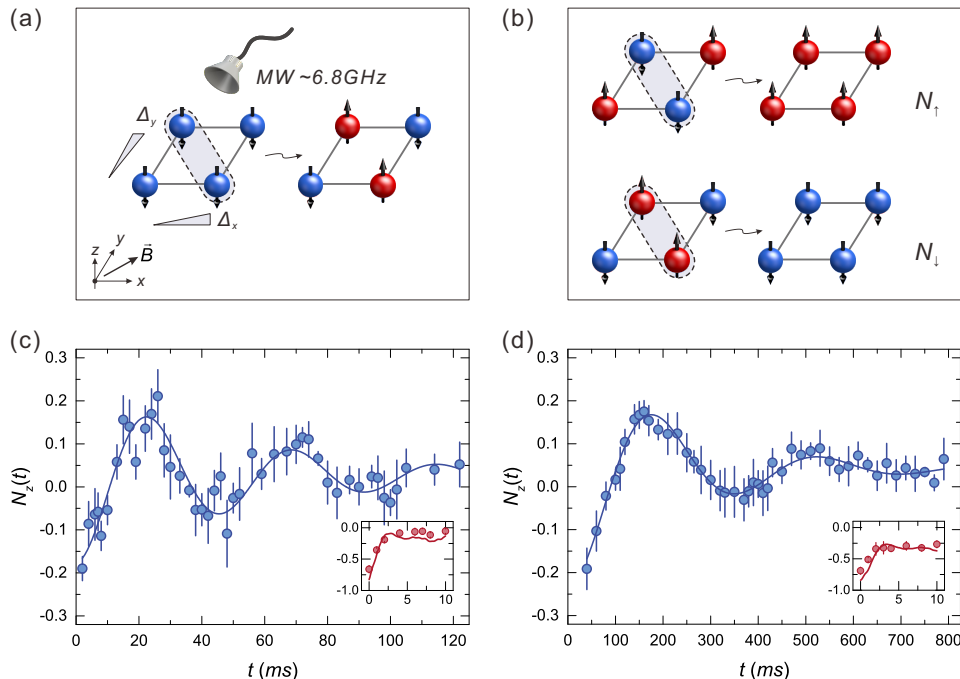 (a)
MW ~6.8GHz
Δy
Δx
z
y
B⃗
x
(b)
N↑
N↓
(c)
0.3
0.2
0.1
0.0
-0.1
-0.2
-0.3
Nz(t)
0 20 40 60 80 100 120
t (ms)
0.0
-0.5
-1.0
0 5 10
(d)
0.3
0.2
0.1
0.0
-0.1
-0.2
-0.3
Nz(t)
0 100 200 300 400 500 600 700 800
t (ms)
0.0
-0.5
-1.0
0 5 10